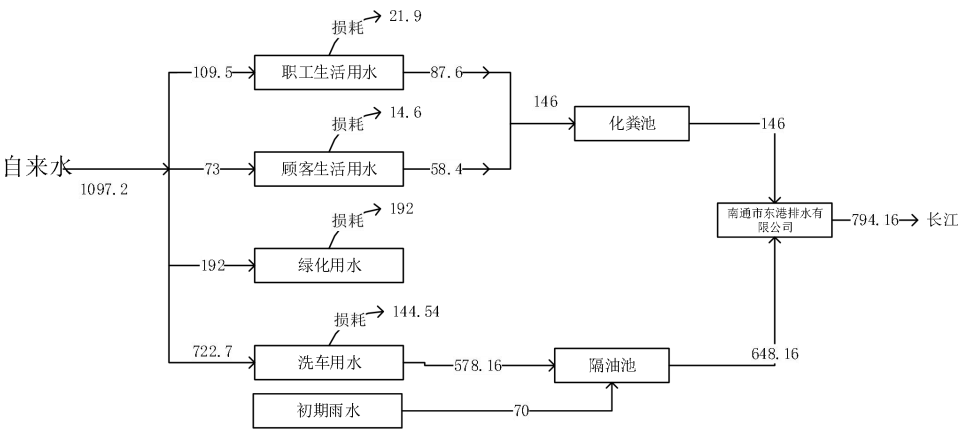 损耗 21.9
109.5 职工生活用水 87.6
146 化粪池 146
损耗 14.6
自来水 1097.2
73 顾客生活用水 58.4
损耗 192
192 绿化用水
南通市东港排水有
限公司
794.16 长江
损耗 144.54
722.7 洗车用水 578.16 隔油池 648.16
初期雨水 70